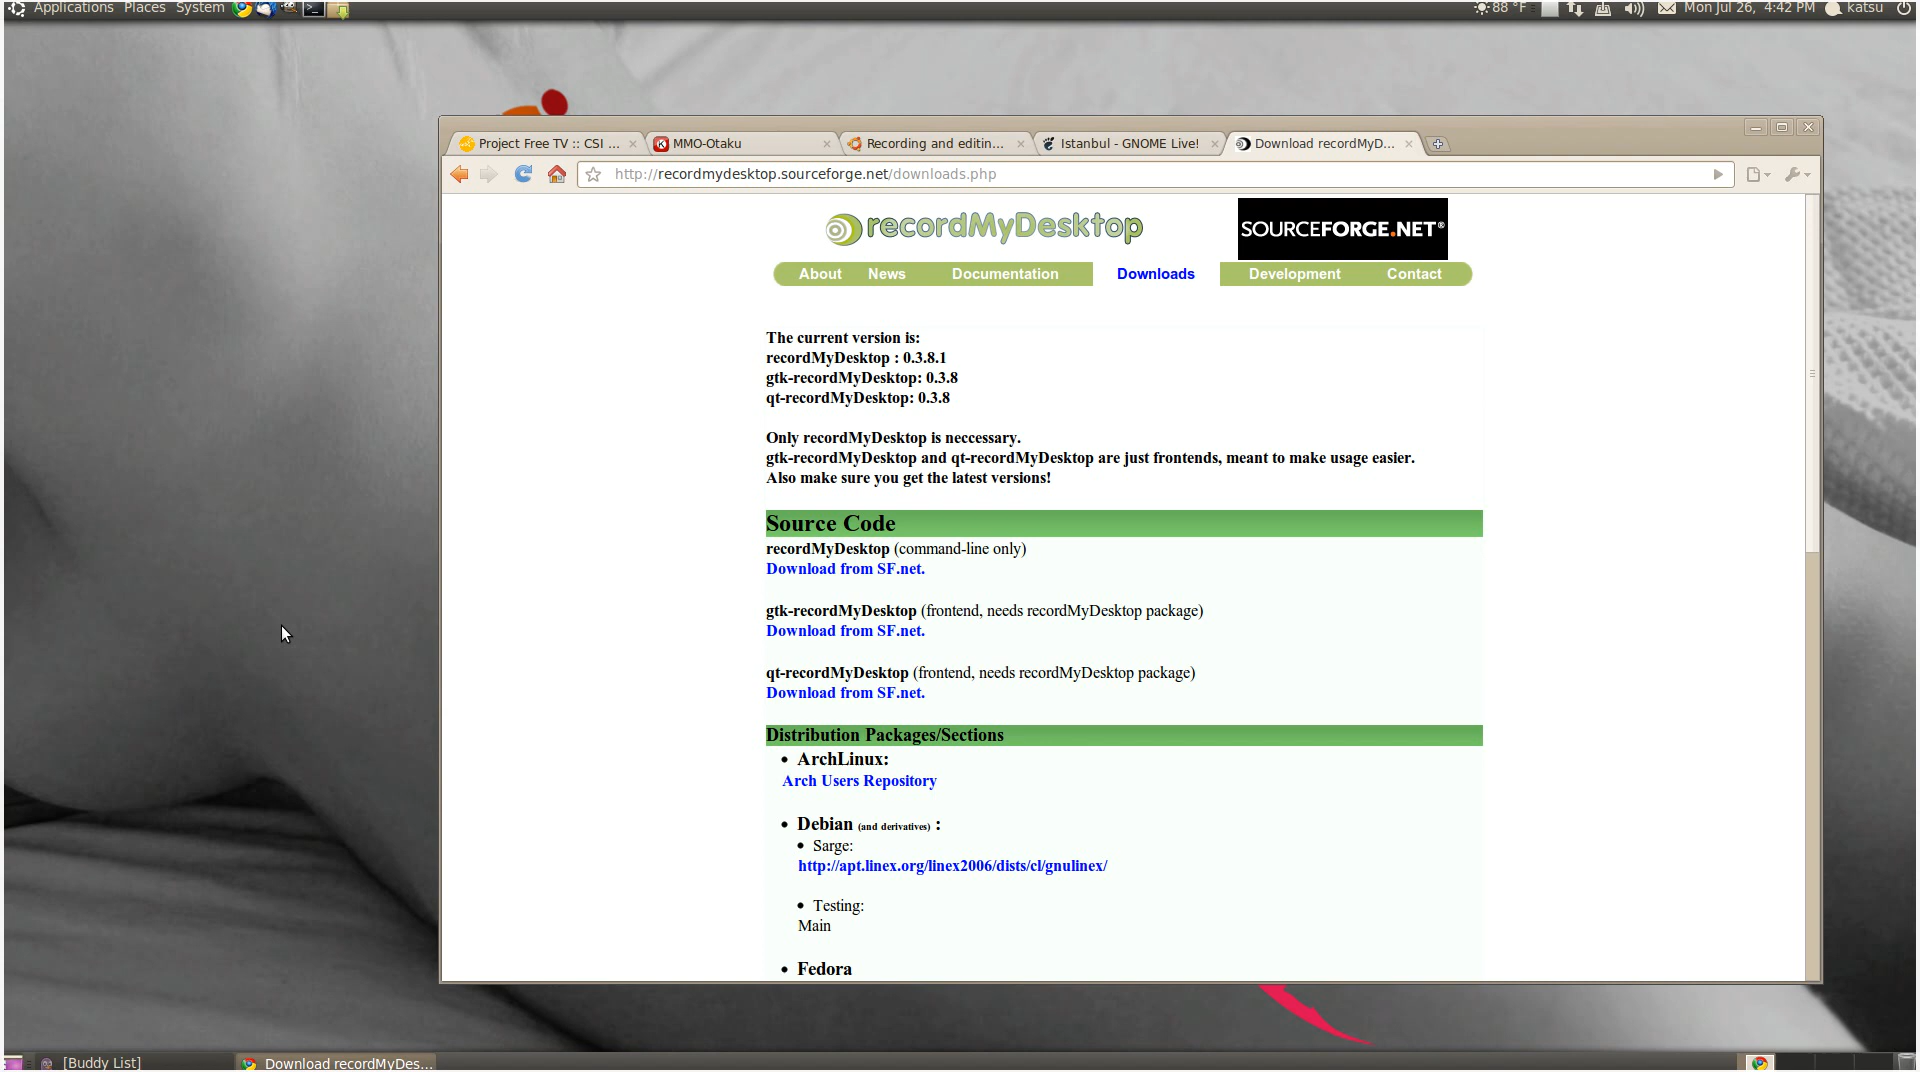 Applications Places System 88 °F Mon Jul 26, 4:42 PM katsu
Project Free TV :: CSI ... MMO-Otaku Recording and editin... Istanbul - GNOME Live! Download recordMyD...
http://recordmydesktop.sourceforge.net/downloads.php
recordMyDesktop SOURCEFORGE.NET®
About News Documentation Downloads Development Contact
The current version is:
recordMyDesktop : 0.3.8.1
gtk-recordMyDesktop: 0.3.8
qt-recordMyDesktop: 0.3.8
Only recordMyDesktop is neccessary.
gtk-recordMyDesktop and qt-recordMyDesktop are just frontends, meant to make usage easier.
Also make sure you get the latest versions!
Source Code
recordMyDesktop (command-line only)
Download from SF.net.
gtk-recordMyDesktop (frontend, needs recordMyDesktop package)
Download from SF.net.
qt-recordMyDesktop (frontend, needs recordMyDesktop package)
Download from SF.net.
Distribution Packages/Sections
• ArchLinux:
Arch Users Repository
• Debian (and derivatives) :
• Sarge:
http://apt.linex.org/linex2006/dists/cl/gnulinex/
• Testing:
Main
• Fedora
[Buddy List] Download recordMyDes...